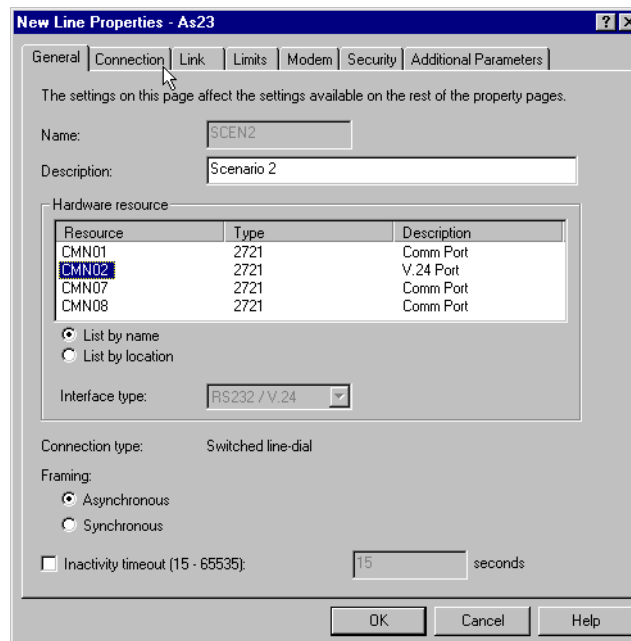 New Line Properties - As23
General Connection Link Limits Modem Security Additional Parameters
The settings on this page affect the settings available on the rest of the property pages.
Name: SCEN2
Description: Scenario 2
Hardware resource
Resource Type Description
CMN01 2721 Comm Port
CMN02 2721 V.24 Port
CMN07 2721 Comm Port
CMN08 2721 Comm Port
List by name
List by location
Interface type: RS232 / V.24
Connection type: Switched line-dial
Framing:
Asynchronous
Synchronous
Inactivity timeout (15 - 65535): 15 seconds
OK Cancel Help